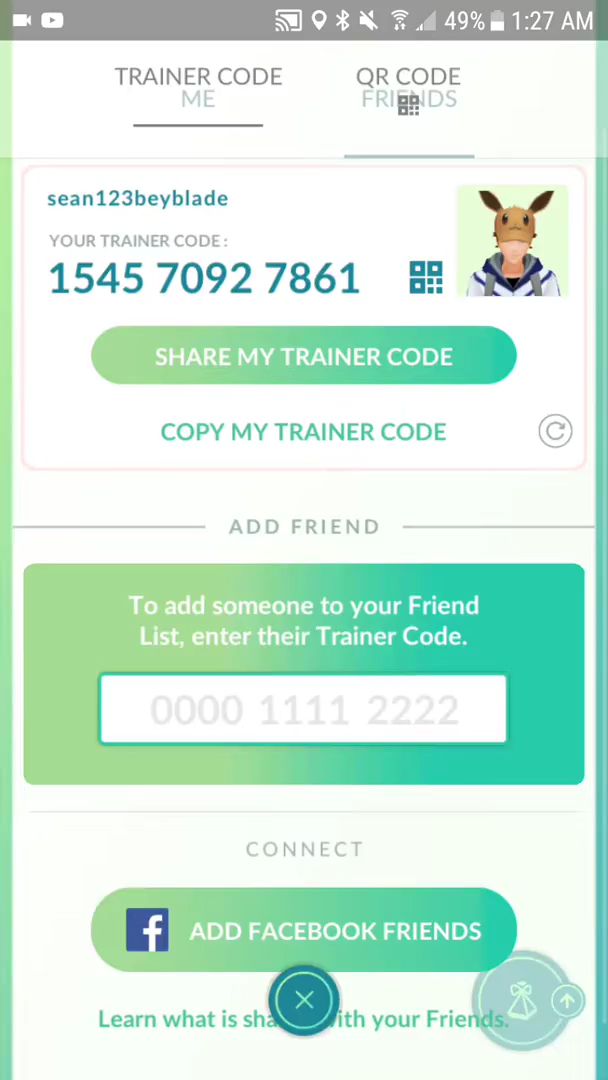 49% 1:27 AM
TRAINER CODE QR CODE
ME FRIENDS
sean123beyblade
YOUR TRAINER CODE :
1545 7092 7861
SHARE MY TRAINER CODE
COPY MY TRAINER CODE
ADD FRIEND
To add someone to your Friend
List, enter their Trainer Code.
0000 1111 2222
CONNECT
f ADD FACEBOOK FRIENDS
Learn what is with your Friends.